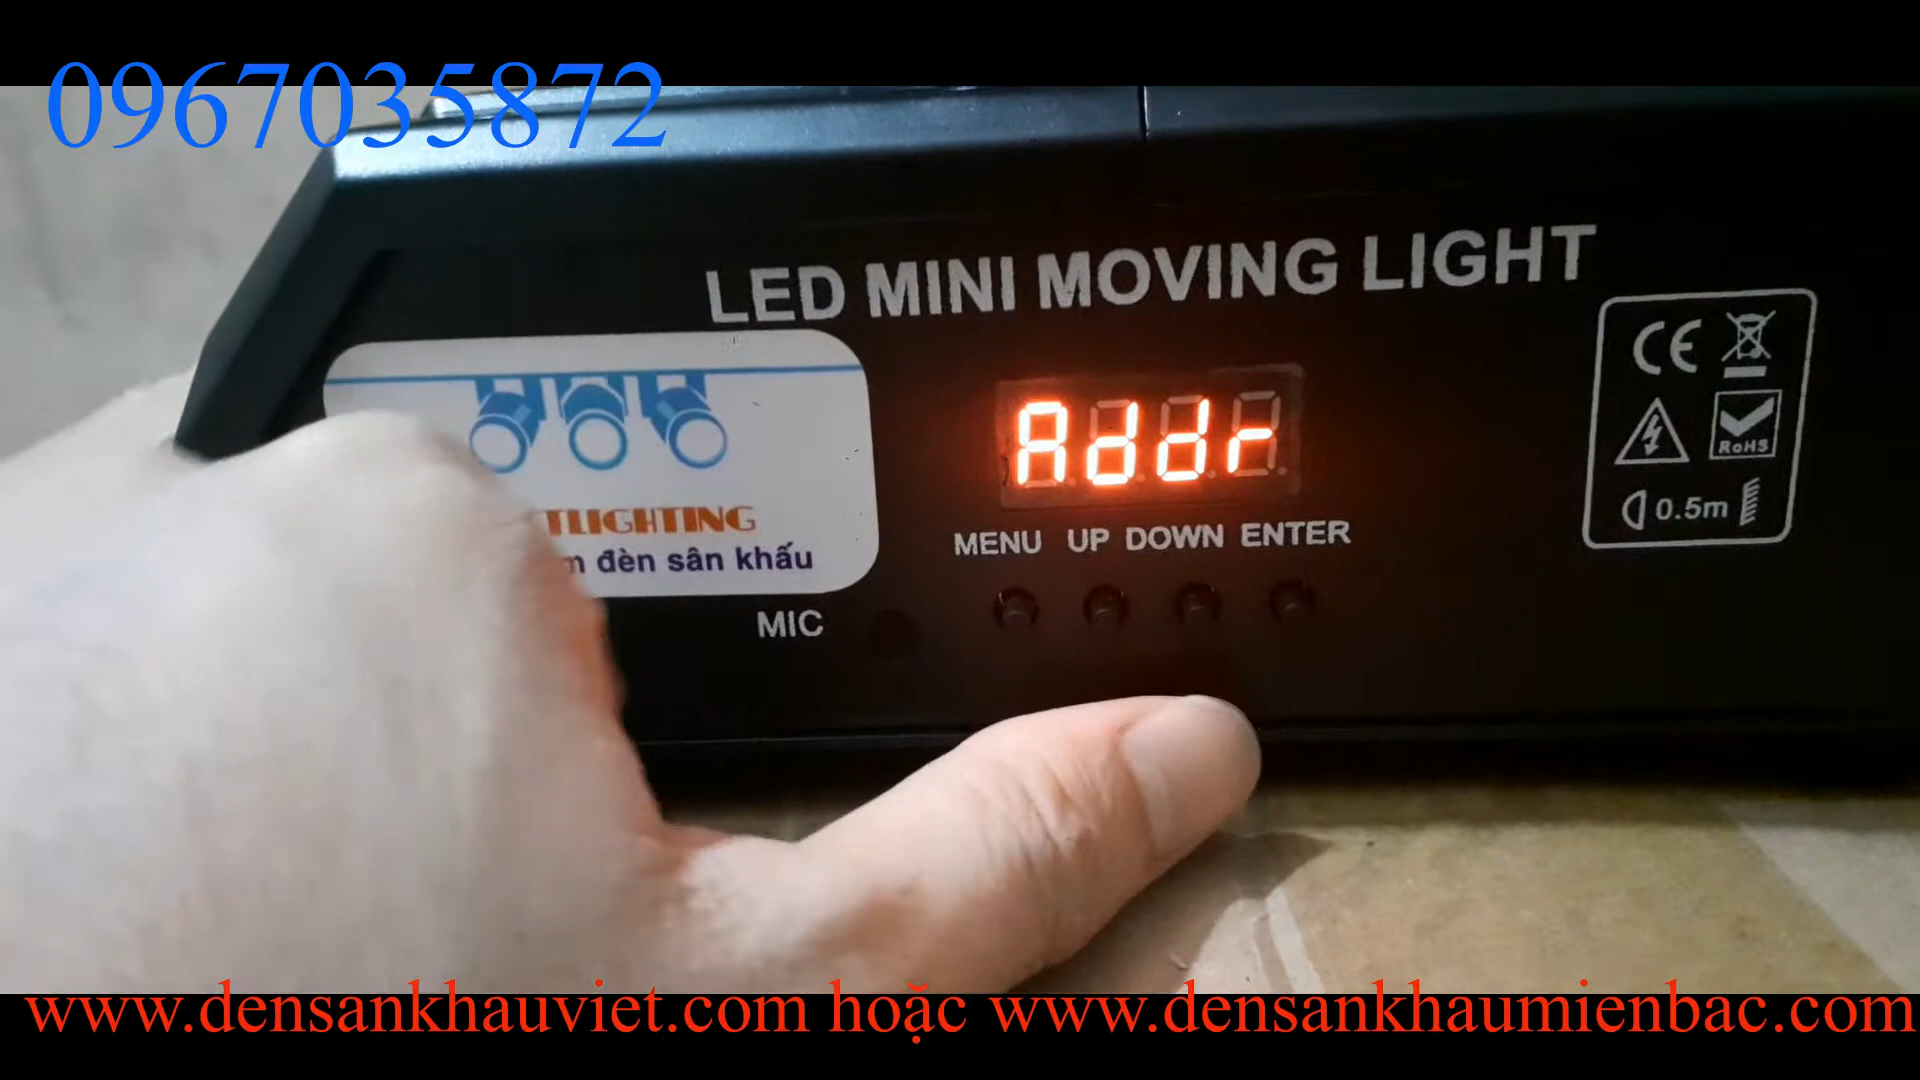 0967035872
LED MINI MOVING LIGHT
CE
RoHS
0.5m
Addr
TLIGHTING
đèn sân khấu
MENU UP DOWN ENTER
MIC
www.densankhauviet.com hoặc www.densankhaumienbac.com